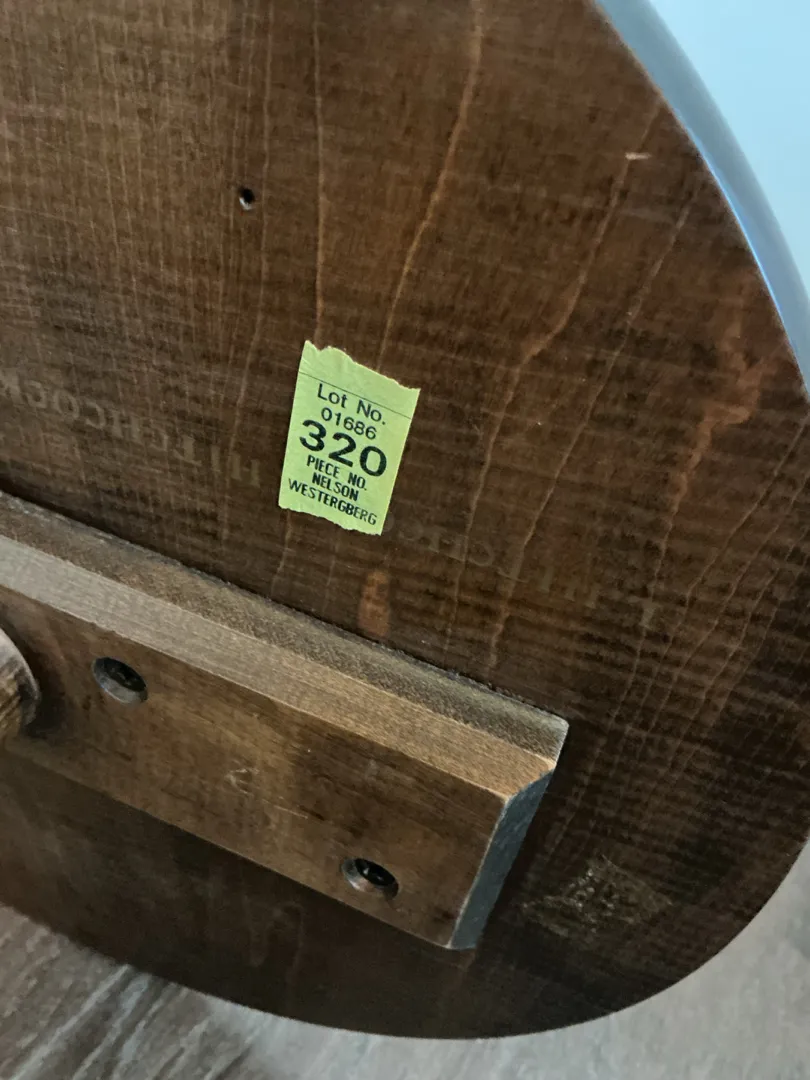 Lot No.
01686
320
PIECE NO.
NELSON
WESTERGBERG